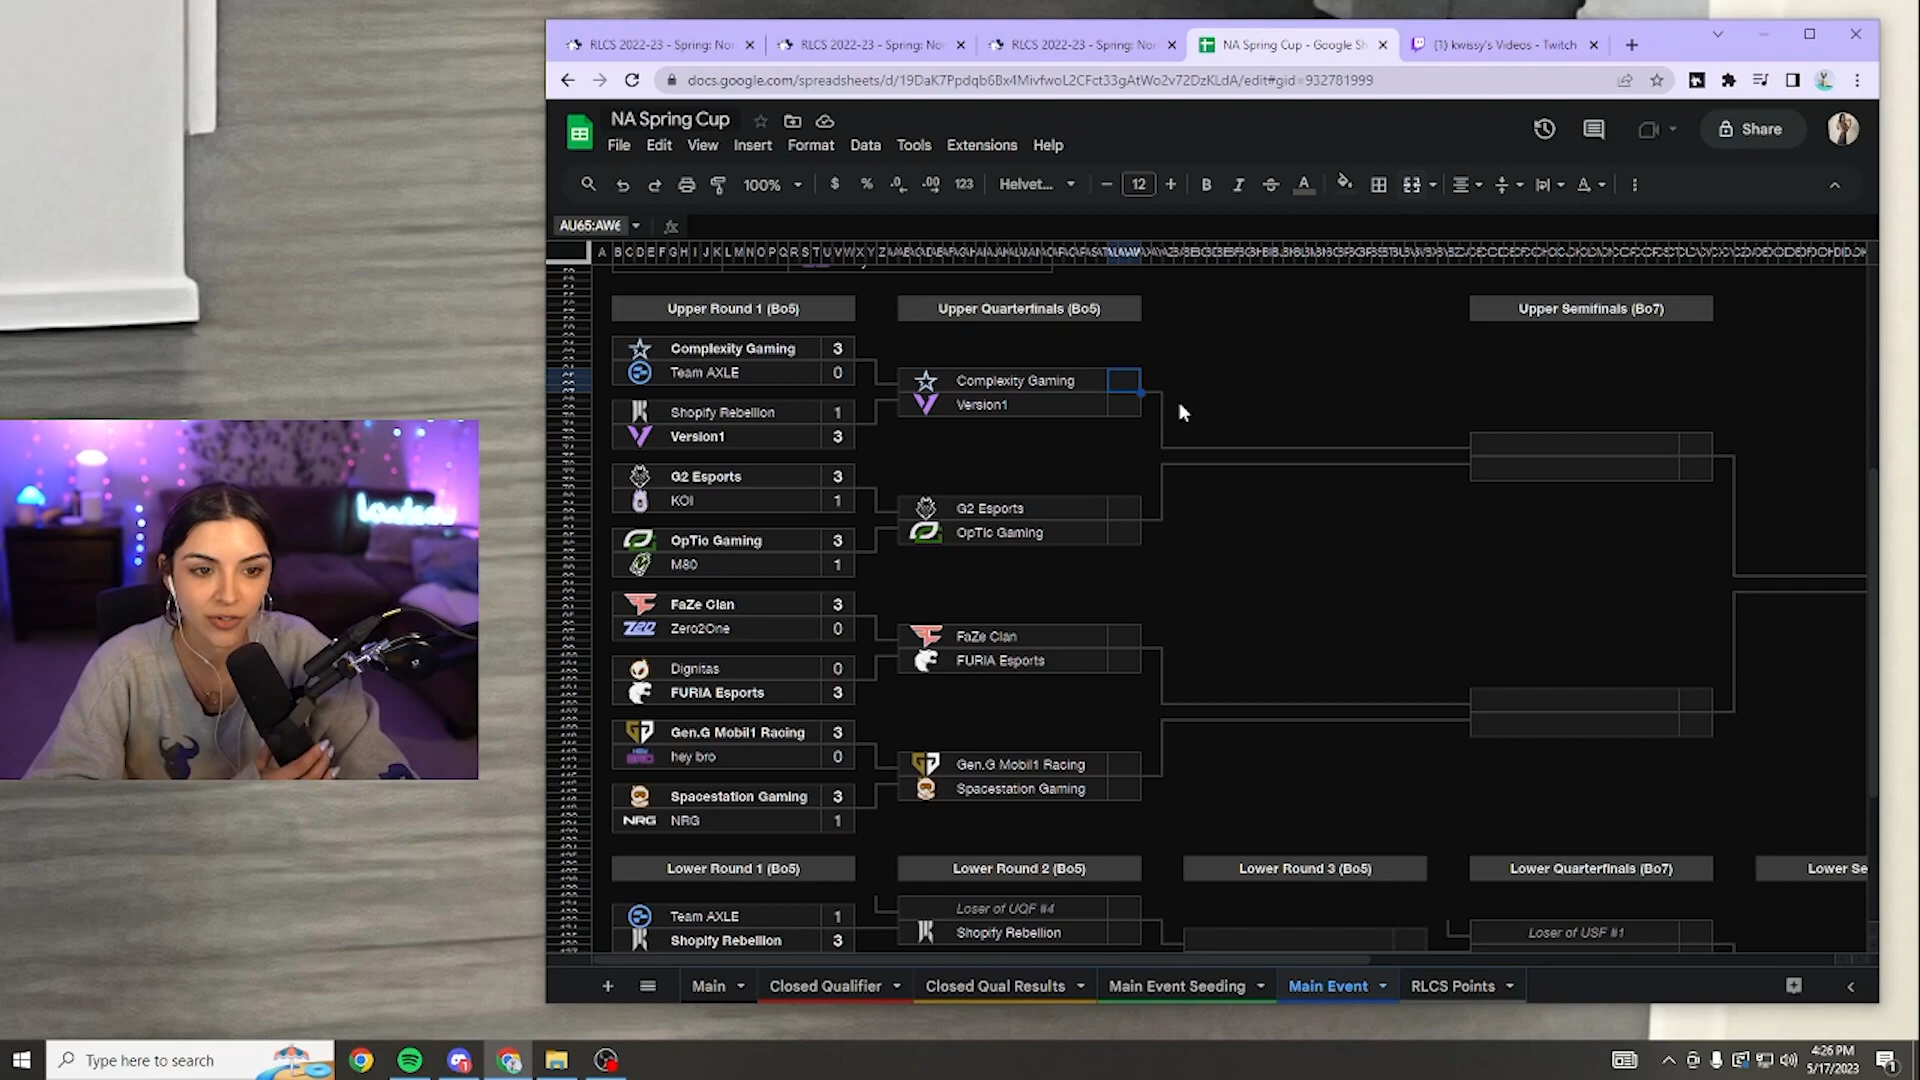 RLCS 2022-23 - Spring: Nor
RLCS 2022-23 - Spring: Nor
RLCS 2022-23 - Spring: Nor
NA Spring Cup - Google Sh
(1) kwissy's Videos - Twitch
docs.google.com/spreadsheets/d/19DaK7Ppdqb6Bx4MivfwoL2CFct33gAtWo2v72DzKLdA/edit#gid=932781999
NA Spring Cup
Share
File Edit View Insert Format Data Tools Extensions Help
100% $ % .0 .00 123 Helvet... 12 B I A
AU65:AW6
fx
A B C D E F G H I J K L M N O P Q R S T U V W X Y
Upper Round 1 (Bo5) Upper Quarterfinals (Bo5) Upper Semifinals (Bo7)
Complexity Gaming 3
Team AXLE 0
Complexity Gaming
Version1
Shopify Rebellion 1
Version1 3
G2 Esports 3
KOI 1
G2 Esports
OpTic Gaming
OpTic Gaming 3
M80 1
FaZe Clan 3
Zero2One 0
FaZe Clan
FURIA Esports
Dignitas 0
FURIA Esports 3
Gen.G Mobil1 Racing 3
hey bro 0
Gen.G Mobil1 Racing
Spacestation Gaming
Spacestation Gaming 3
NRG NRG 1
Lower Round 1 (Bo5) Lower Round 2 (Bo5) Lower Round 3 (Bo5) Lower Quarterfinals (Bo7) Lower Se
Team AXLE 1
Shopify Rebellion 3
Loser of UQF #4
Shopify Rebellion
Loser of USF #1
Main Closed Qualifier Closed Qual Results Main Event Seeding Main Event RLCS Points
Type here to search
4:26 PM
5/17/2023